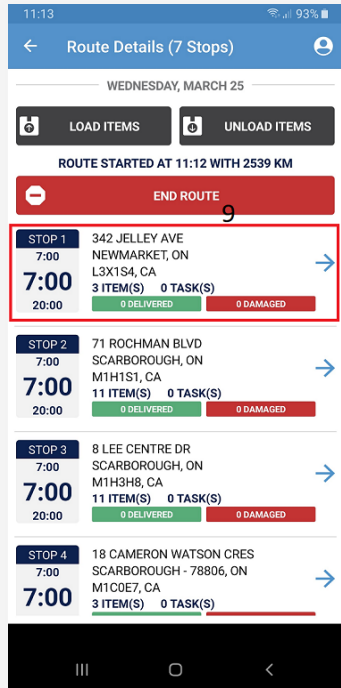 11:13 93%
Route Details (7 Stops)
WEDNESDAY, MARCH 25
LOAD ITEMS UNLOAD ITEMS
ROUTE STARTED AT 11:12 WITH 2539 KM
END ROUTE
9
STOP 1
7:00
7:00
20:00
342 JELLEY AVE
NEWMARKET, ON
L3X1S4, CA
3 ITEM(S) 0 TASK(S)
0 DELIVERED 0 DAMAGED
STOP 2
7:00
7:00
20:00
71 ROCHMAN BLVD
SCARBOROUGH, ON
M1H1S1, CA
11 ITEM(S) 0 TASK(S)
0 DELIVERED 0 DAMAGED
STOP 3
7:00
7:00
20:00
8 LEE CENTRE DR
SCARBOROUGH, ON
M1H3H8, CA
11 ITEM(S) 0 TASK(S)
0 DELIVERED 0 DAMAGED
STOP 4
7:00
7:00
18 CAMERON WATSON CRES
SCARBOROUGH - 78806, ON
M1C0E7, CA
3 ITEM(S) 0 TASK(S)